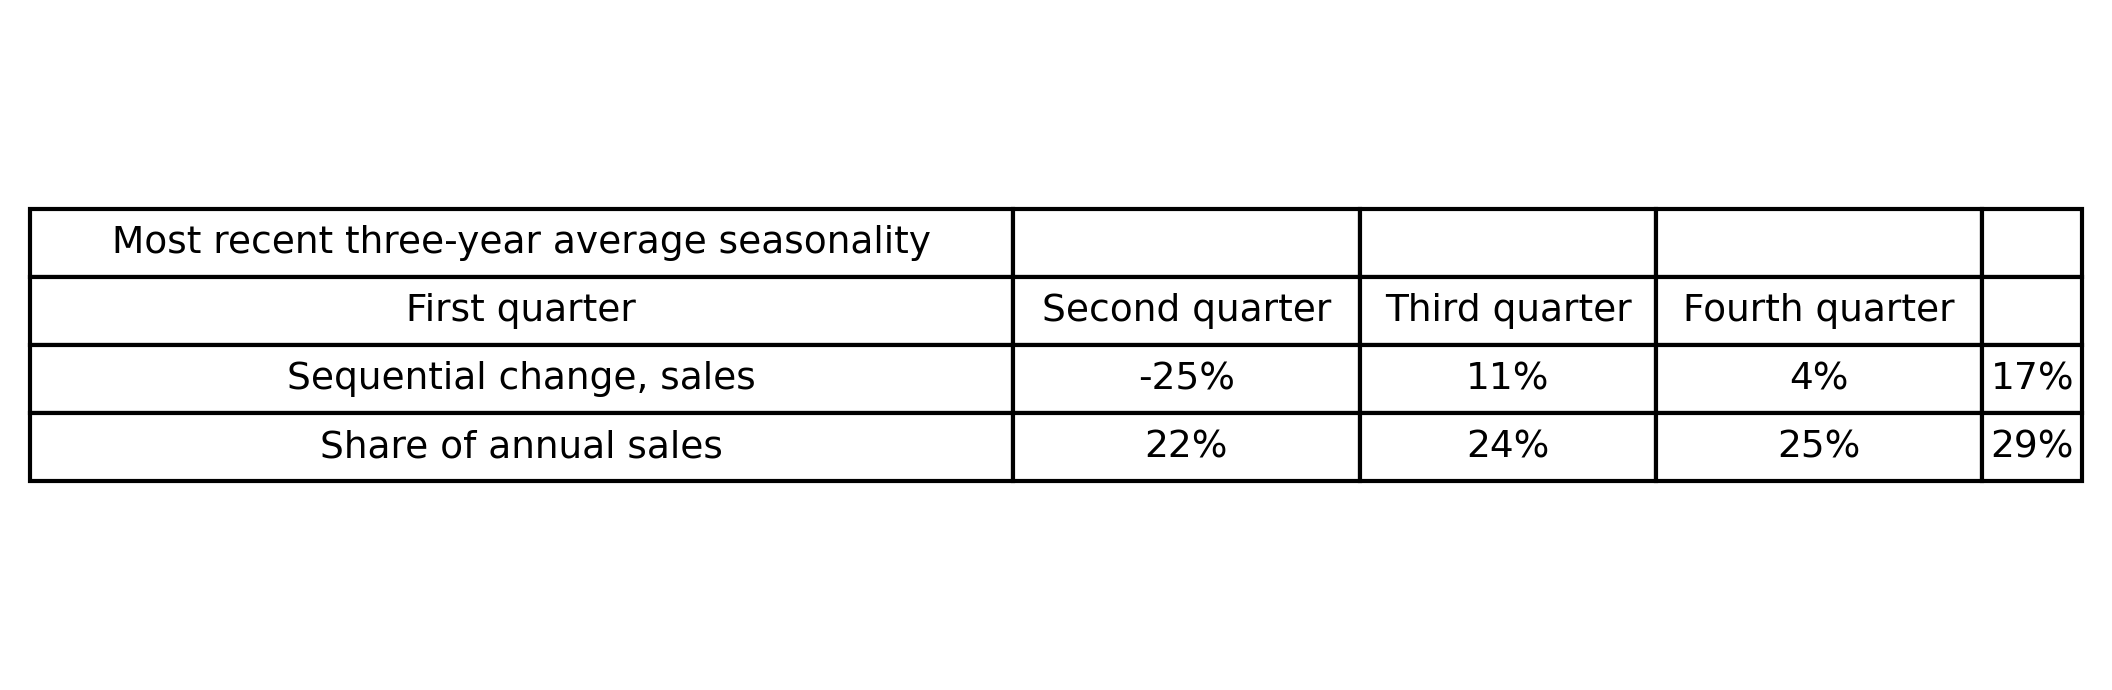 Most recent three-year average seasonality
First quarter Second quarter Third quarter Fourth quarter
Sequential change, sales -25% 11% 4% 17%
Share of annual sales 22% 24% 25% 29%